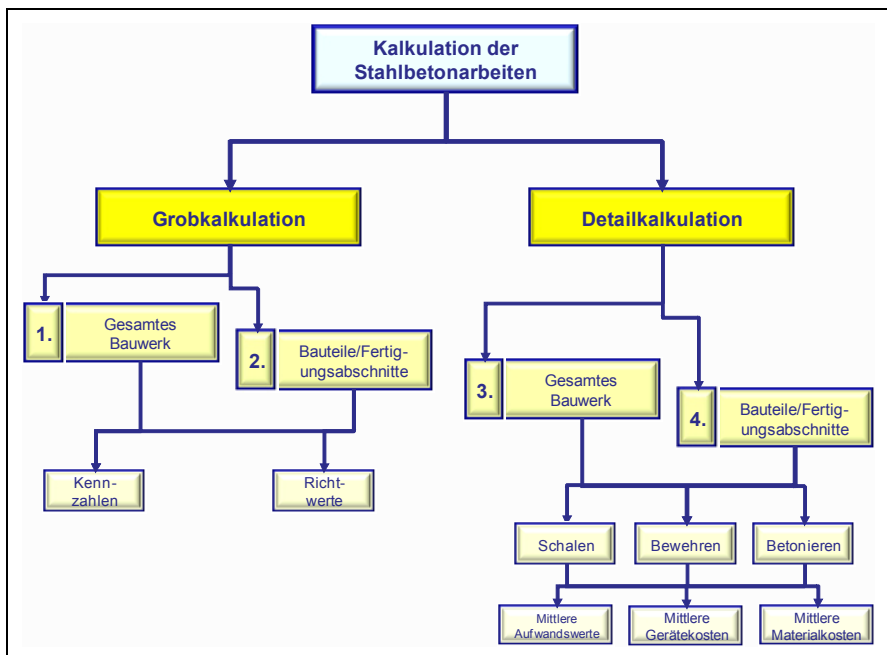 Kalkulation der
Stahlbetonarbeiten
Grobkalkulation
Detailkalkulation
1.
Gesamtes
Bauwerk
2.
Bauteile/Fertig-
ungsabschnitte
3.
Gesamtes
Bauwerk
4.
Bauteile/Fertig-
ungsabschnitte
Kenn-
zahlen
Richt-
werte
Schalen
Bewehren
Betonieren
Mittlere
Aufwandswerte
Mittlere
Gerätekosten
Mittlere
Materialkosten